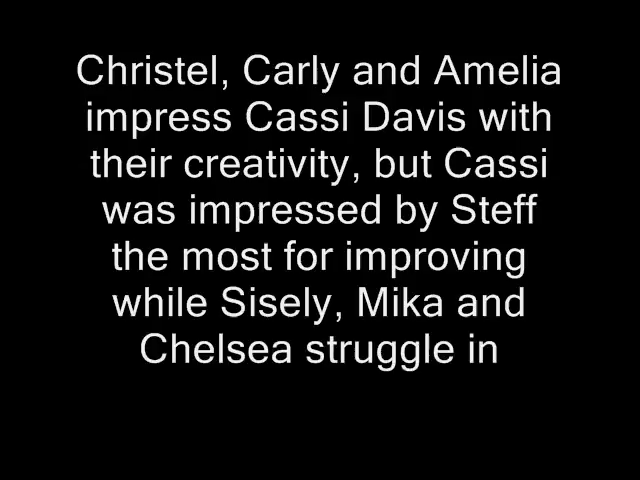 Christel, Carly and Amelia
impress Cassi Davis with
their creativity, but Cassi
was impressed by Steff
the most for improving
while Sisely, Mika and
Chelsea struggle in